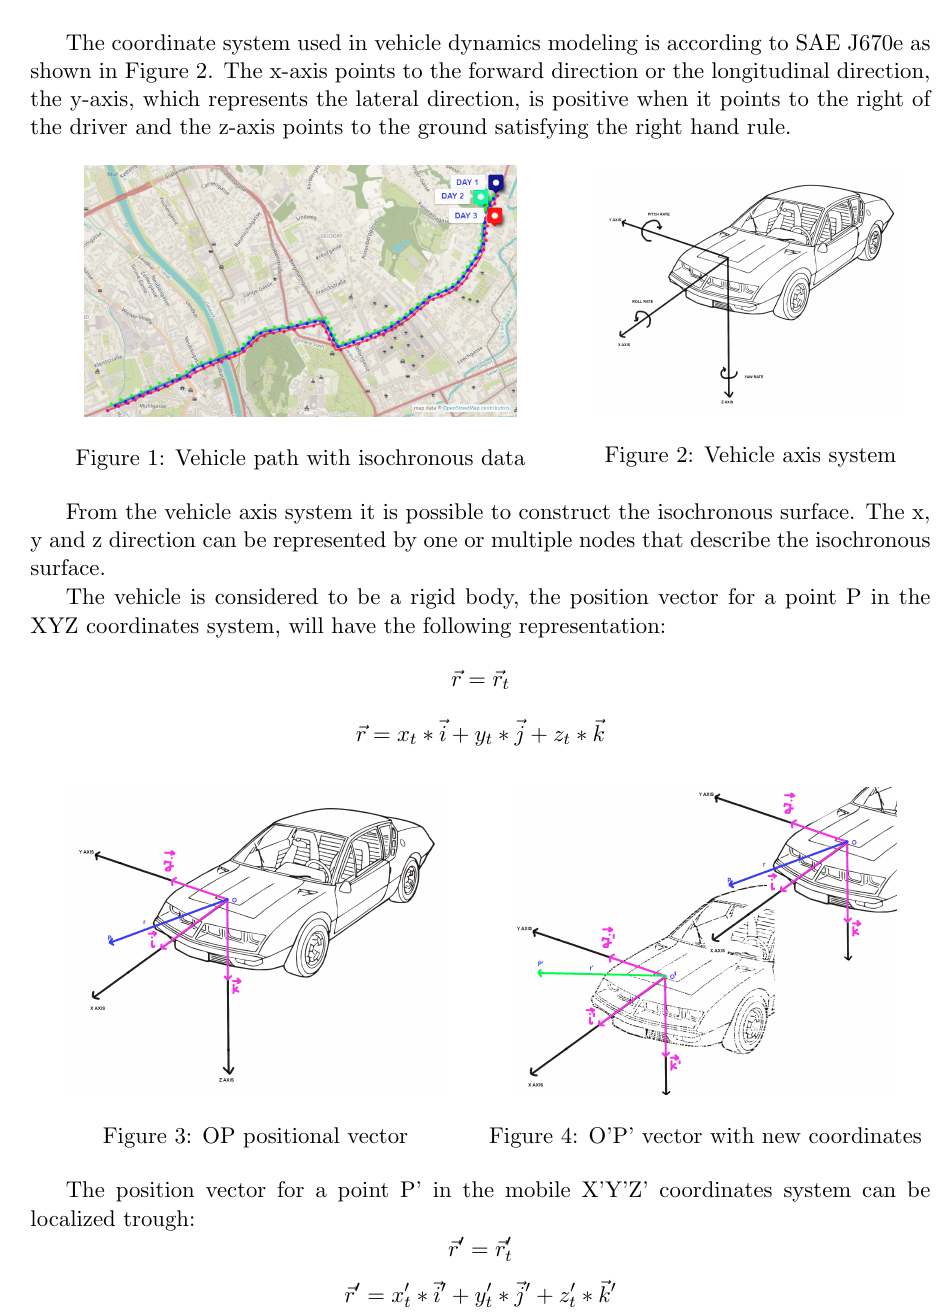 The coordinate system used in vehicle dynamics modeling is according to SAE J670e as
shown in Figure 2. The x-axis points to the forward direction or the longitudinal direction,
the y-axis, which represents the lateral direction, is positive when it points to the right of
the driver and the z-axis points to the ground satisfying the right hand rule.
DAY 1
DAY 2
DAY 3
GEIDORF
Lange Gasse
Körösistraße
Muhlgasse
map data © OpenStreetMap contributors
Y AXIS
PITCH RATE
ROLL RATE
X AXIS
YAW RATE
Z AXIS
Figure 1: Vehicle path with isochronous data
Figure 2: Vehicle axis system
From the vehicle axis system it is possible to construct the isochronous surface. The x,
y and z direction can be represented by one or multiple nodes that describe the isochronous
surface.
The vehicle is considered to be a rigid body, the position vector for a point P in the
XYZ coordinates system, will have the following representation:
$\vec{r} = \vec{r}_t$
$\vec{r} = x_t * \vec{i} + y_t * \vec{j} + z_t * \vec{k}$
Y AXIS
j
O
r
P
i
k
X AXIS
Z AXIS
Y AXIS
j
O
r
P
i
k
X AXIS
Y AXIS
j'
P'
r'
O'
i'
k'
X AXIS
Figure 3: OP positional vector
Figure 4: O'P' vector with new coordinates
The position vector for a point P' in the mobile X'Y'Z' coordinates system can be
localized trough:
$\vec{r}' = \vec{r}'_t$
$\vec{r}' = x'_t * \vec{i}' + y'_t * \vec{j}' + z'_t * \vec{k}'$